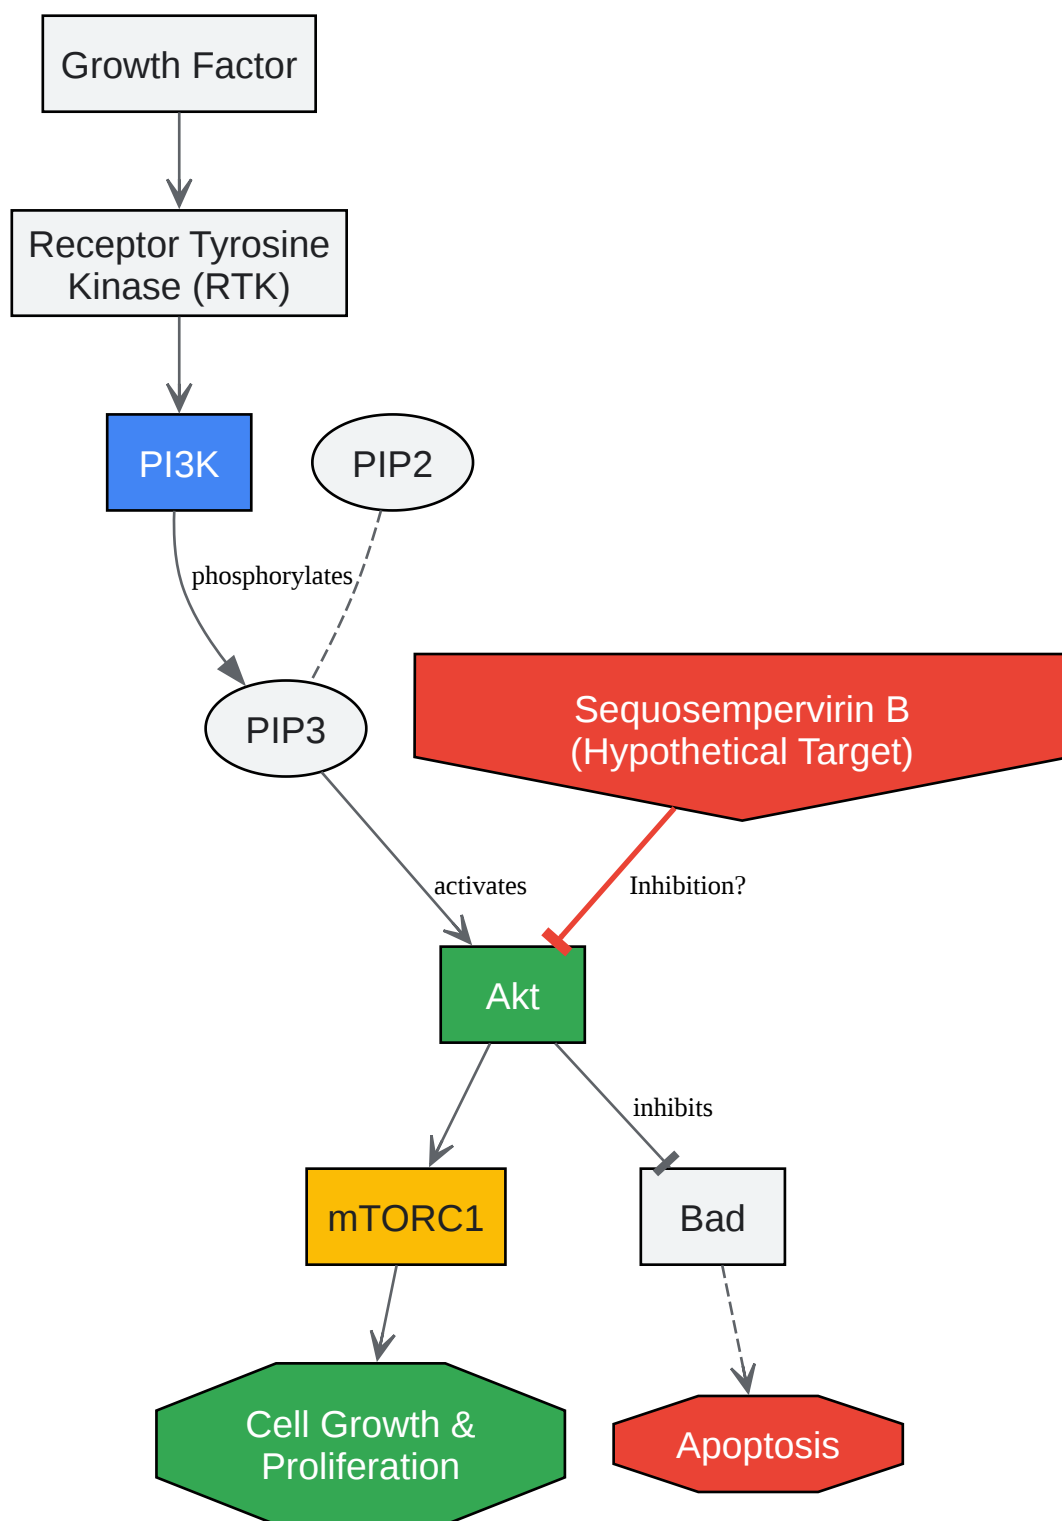 Growth Factor
Receptor Tyrosine
Kinase (RTK)
PI3K
PIP2
phosphorylates
PIP3
Sequosempervirin B
(Hypothetical Target)
activates
Inhibition?
Akt
inhibits
mTORC1
Bad
Cell Growth &
Proliferation
Apoptosis